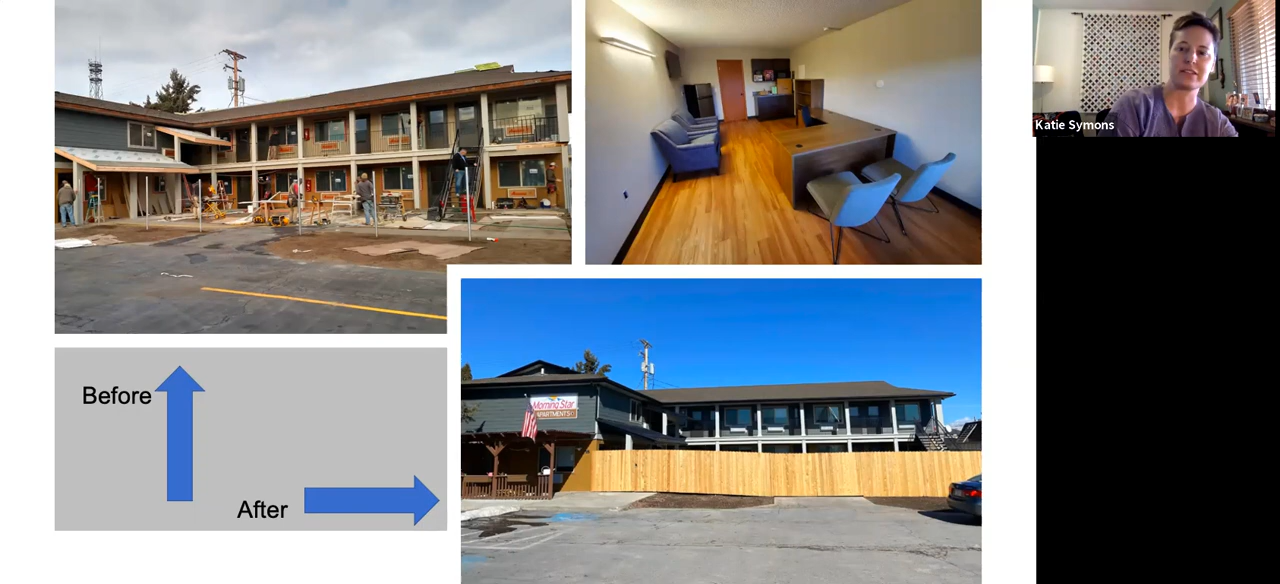 Katie Symons
Before
Morning Star
APARTMENTS
After